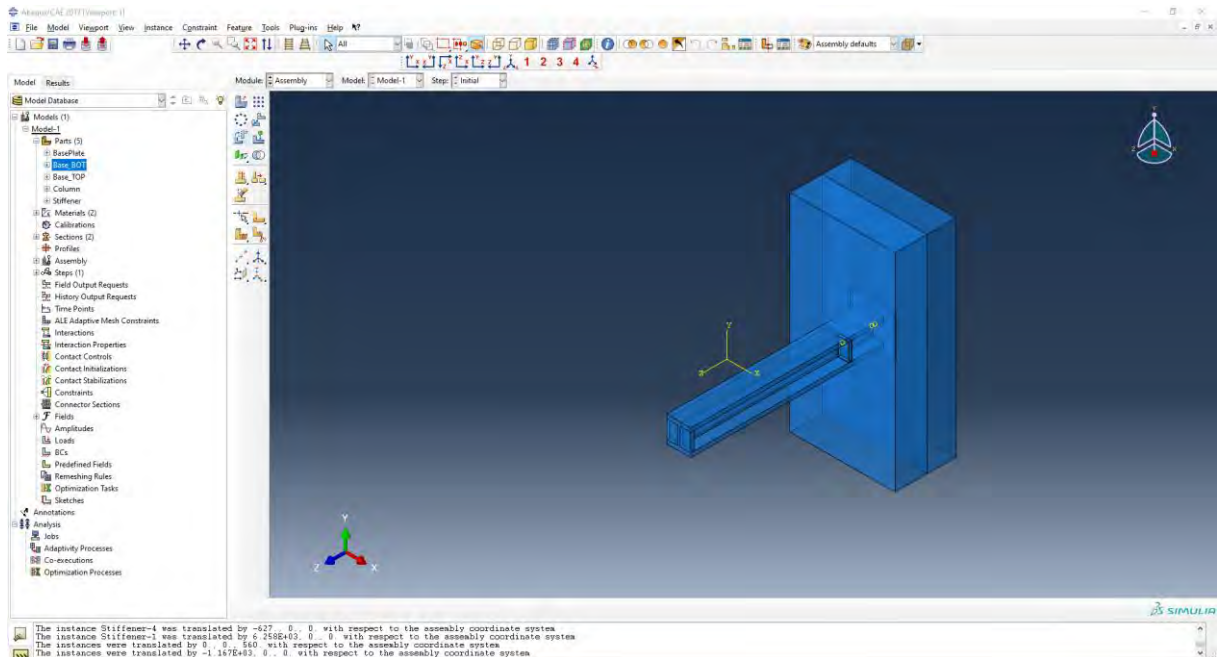 Abaqus/CAE 2017 [Viewport: 1]
File Model Viewport View Instance Constraint Feature Tools Plug-ins Help
All
Assembly defaults
1 2 3 4
Model Results
Module: Assembly Model: Model-1 Step: Initial
Model Database
Models (1)
Model-1
Parts (5)
BasePlate
Base_BOT
Base_TOP
Column
Stiffener
Materials (2)
Calibrations
Sections (2)
Profiles
Assembly
Steps (1)
Field Output Requests
History Output Requests
Time Points
ALE Adaptive Mesh Constraints
Interactions
Interaction Properties
Contact Controls
Contact Initializations
Contact Stabilizations
Constraints
Connector Sections
Fields
Amplitudes
Loads
BCs
Predefined Fields
Remeshing Rules
Optimization Tasks
Sketches
Annotations
Analysis
Jobs
Adaptivity Processes
Co-executions
Optimization Processes
Y
Z
X
Y
Z X
SIMULIA
The instance Stiffener-4 was translated by -627., 0., 0. with respect to the assembly coordinate system
The instance Stiffener-1 was translated by 6.258E+03, 0., 0. with respect to the assembly coordinate system
The instances were translated by 0., 0., 560. with respect to the assembly coordinate system
The instances were translated by -1.167E+03, 0., 0. with respect to the assembly coordinate system